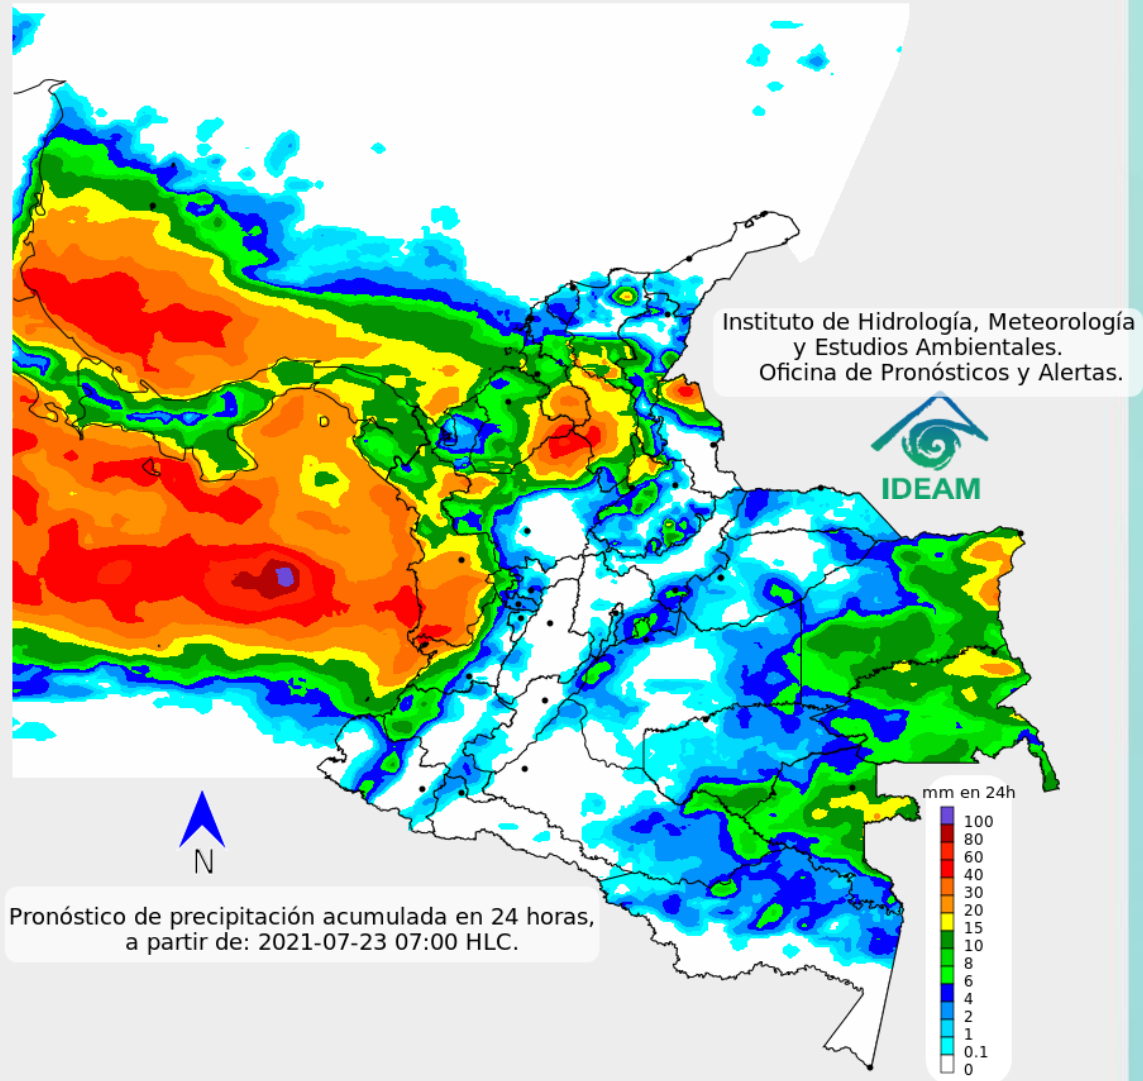 Instituto de Hidrología, Meteorología
y Estudios Ambientales.
Oficina de Pronósticos y Alertas.
IDEAM
N
Pronóstico de precipitación acumulada en 24 horas,
a partir de: 2021-07-23 07:00 HLC.
mm en 24h
100
80
60
40
30
20
15
10
8
6
4
2
1
0.1
0